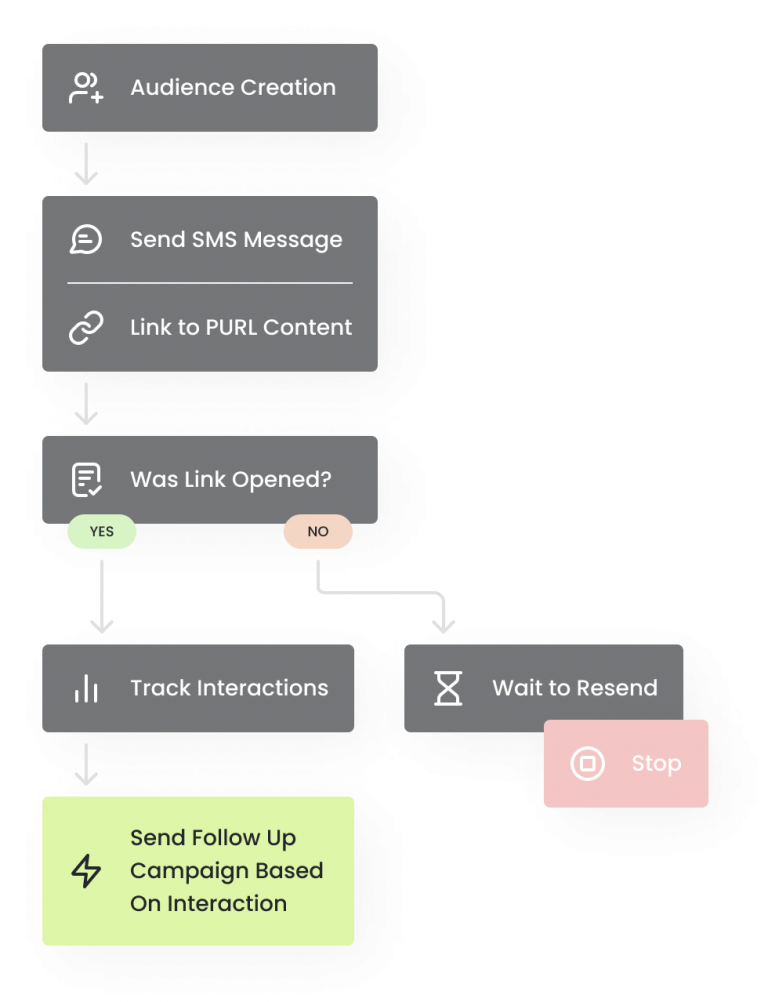 Audience Creation
Send SMS Message
Link to PURL Content
Was Link Opened?
YES
NO
Track Interactions
Wait to Resend
Stop
Send Follow Up
Campaign Based
On Interaction